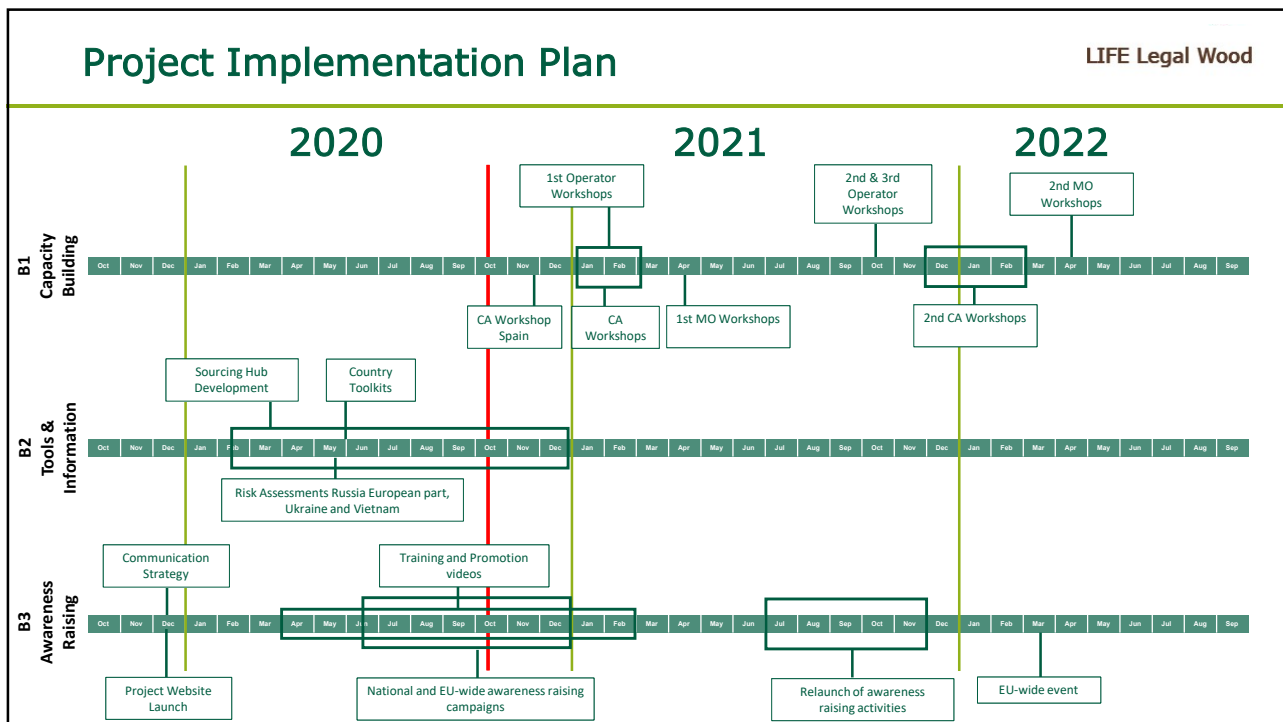 Project Implementation Plan
LIFE Legal Wood
2020
2021
2022
1st Operator
Workshops
2nd & 3rd
Operator
Workshops
2nd MO
Workshops
B1
Capacity
Building
Oct Nov Dec Jan Feb Mar Apr May Jun Jul Aug Sep Oct Nov Dec Jan Feb Mar Apr May Jun Jul Aug Sep Oct Nov Dec Jan Feb Mar Apr May Jun Jul Aug Sep
CA Workshop
Spain
CA
Workshops
1st MO Workshops
2nd CA Workshops
Sourcing Hub
Development
Country
Toolkits
B2
Tools &
Information
Oct Nov Dec Jan Feb Mar Apr May Jun Jul Aug Sep Oct Nov Dec Jan Feb Mar Apr May Jun Jul Aug Sep Oct Nov Dec Jan Feb Mar Apr May Jun Jul Aug Sep
Risk Assessments Russia European part,
Ukraine and Vietnam
Communication
Strategy
Training and Promotion
videos
B3
Awareness
Raising
Oct Nov Dec Jan Feb Mar Apr May Jun Jul Aug Sep Oct Nov Dec Jan Feb Mar Apr May Jun Jul Aug Sep Oct Nov Dec Jan Feb Mar Apr May Jun Jul Aug Sep
Project Website
Launch
National and EU-wide awareness raising
campaigns
Relaunch of awareness
raising activities
EU-wide event